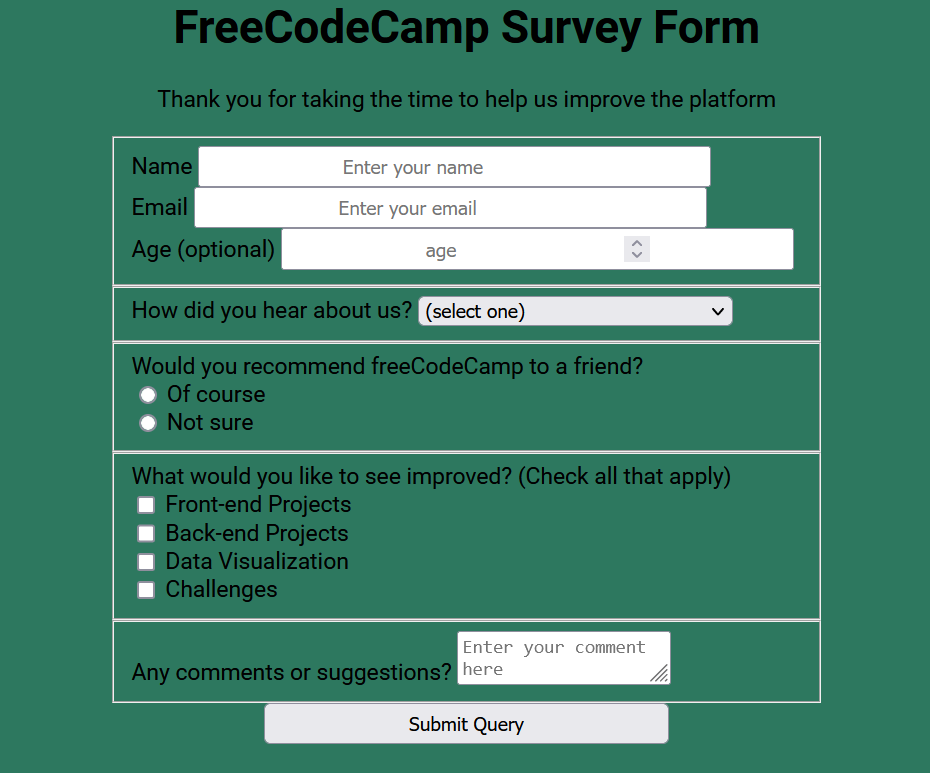 FreeCodeCamp Survey Form
Thank you for taking the time to help us improve the platform
Name Enter your name
Email Enter your email
Age (optional) age
How did you hear about us? (select one)
Would you recommend freeCodeCamp to a friend?
Of course
Not sure
What would you like to see improved? (Check all that apply)
Front-end Projects
Back-end Projects
Data Visualization
Challenges
Any comments or suggestions? Enter your comment
here
Submit Query